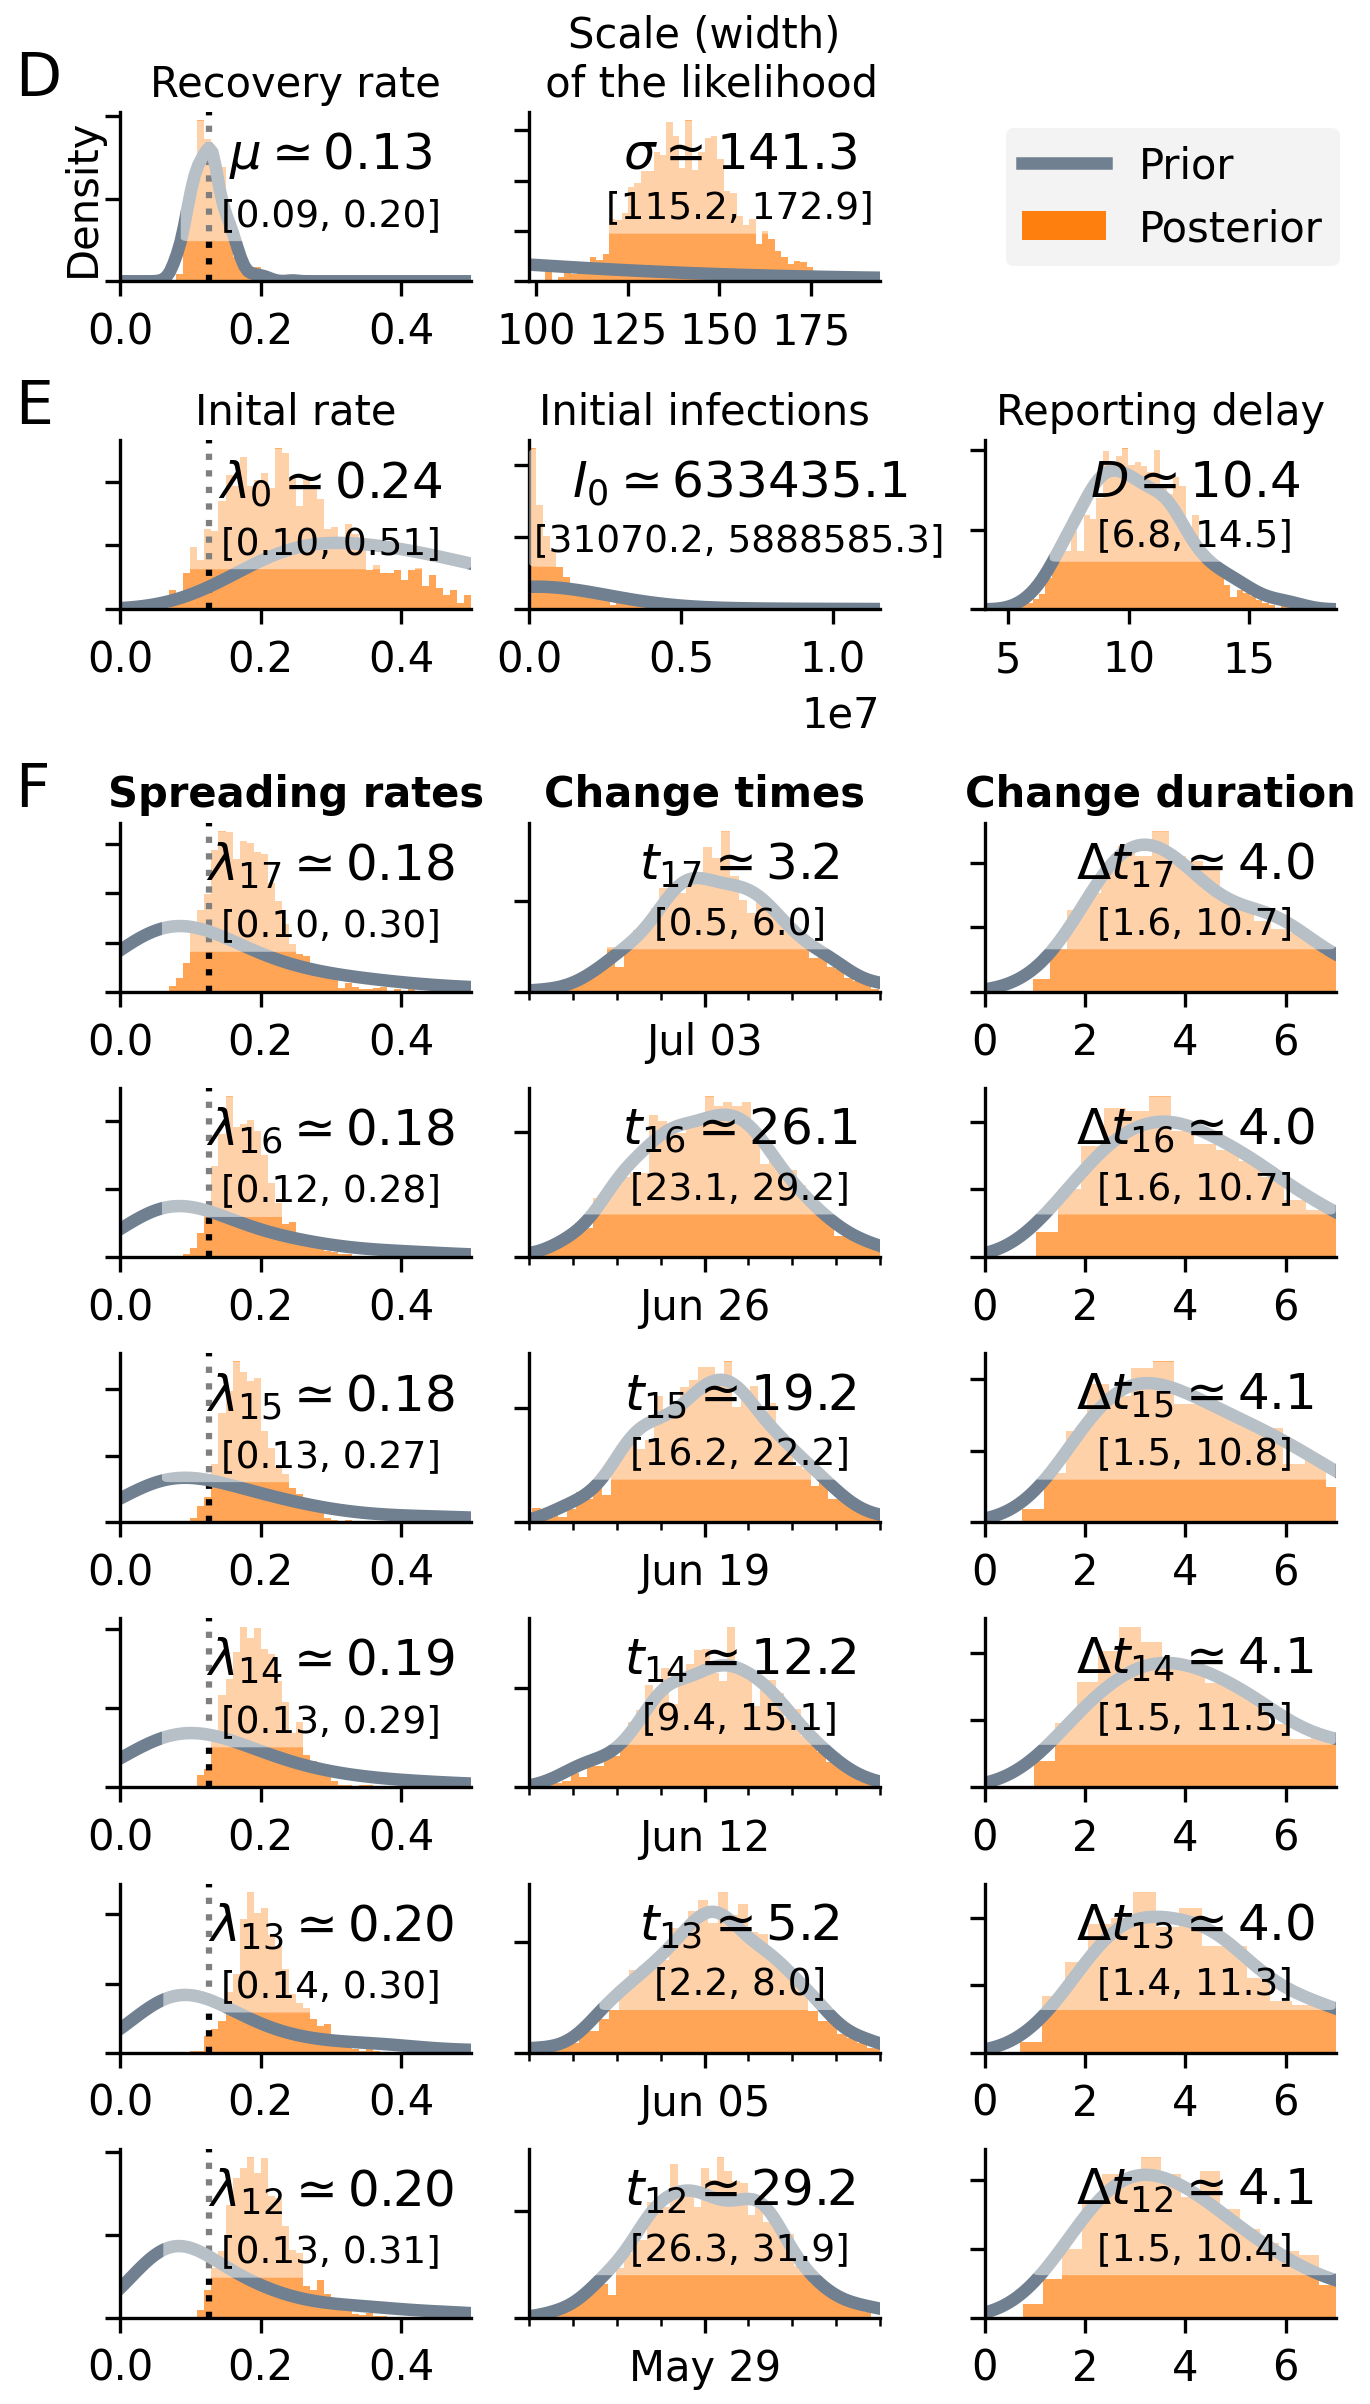 D
Recovery rate
Scale (width)
of the likelihood
Density
μ ≃ 0.13
[0.09, 0.20]
σ ≃ 141.3
[115.2, 172.9]
Prior
Posterior
0.0 0.2 0.4
100 125 150 175
E
Inital rate
Initial infections
Reporting delay
λ0 ≃ 0.24
[0.10, 0.51]
I0 ≃ 633435.1
[31070.2, 5888585.3]
D ≃ 10.4
[6.8, 14.5]
0.0 0.2 0.4
0.0 0.5 1.0
1e7
5 10 15
F
Spreading rates
Change times
Change duration
λ17 ≃ 0.18
[0.10, 0.30]
t17 ≃ 3.2
[0.5, 6.0]
Δt17 ≃ 4.0
[1.6, 10.7]
0.0 0.2 0.4
Jul 03
0 2 4 6
λ16 ≃ 0.18
[0.12, 0.28]
t16 ≃ 26.1
[23.1, 29.2]
Δt16 ≃ 4.0
[1.6, 10.7]
0.0 0.2 0.4
Jun 26
0 2 4 6
λ15 ≃ 0.18
[0.13, 0.27]
t15 ≃ 19.2
[16.2, 22.2]
Δt15 ≃ 4.1
[1.5, 10.8]
0.0 0.2 0.4
Jun 19
0 2 4 6
λ14 ≃ 0.19
[0.13, 0.29]
t14 ≃ 12.2
[9.4, 15.1]
Δt14 ≃ 4.1
[1.5, 11.5]
0.0 0.2 0.4
Jun 12
0 2 4 6
λ13 ≃ 0.20
[0.14, 0.30]
t13 ≃ 5.2
[2.2, 8.0]
Δt13 ≃ 4.0
[1.4, 11.3]
0.0 0.2 0.4
Jun 05
0 2 4 6
λ12 ≃ 0.20
[0.13, 0.31]
t12 ≃ 29.2
[26.3, 31.9]
Δt12 ≃ 4.1
[1.5, 10.4]
0.0 0.2 0.4
May 29
0 2 4 6